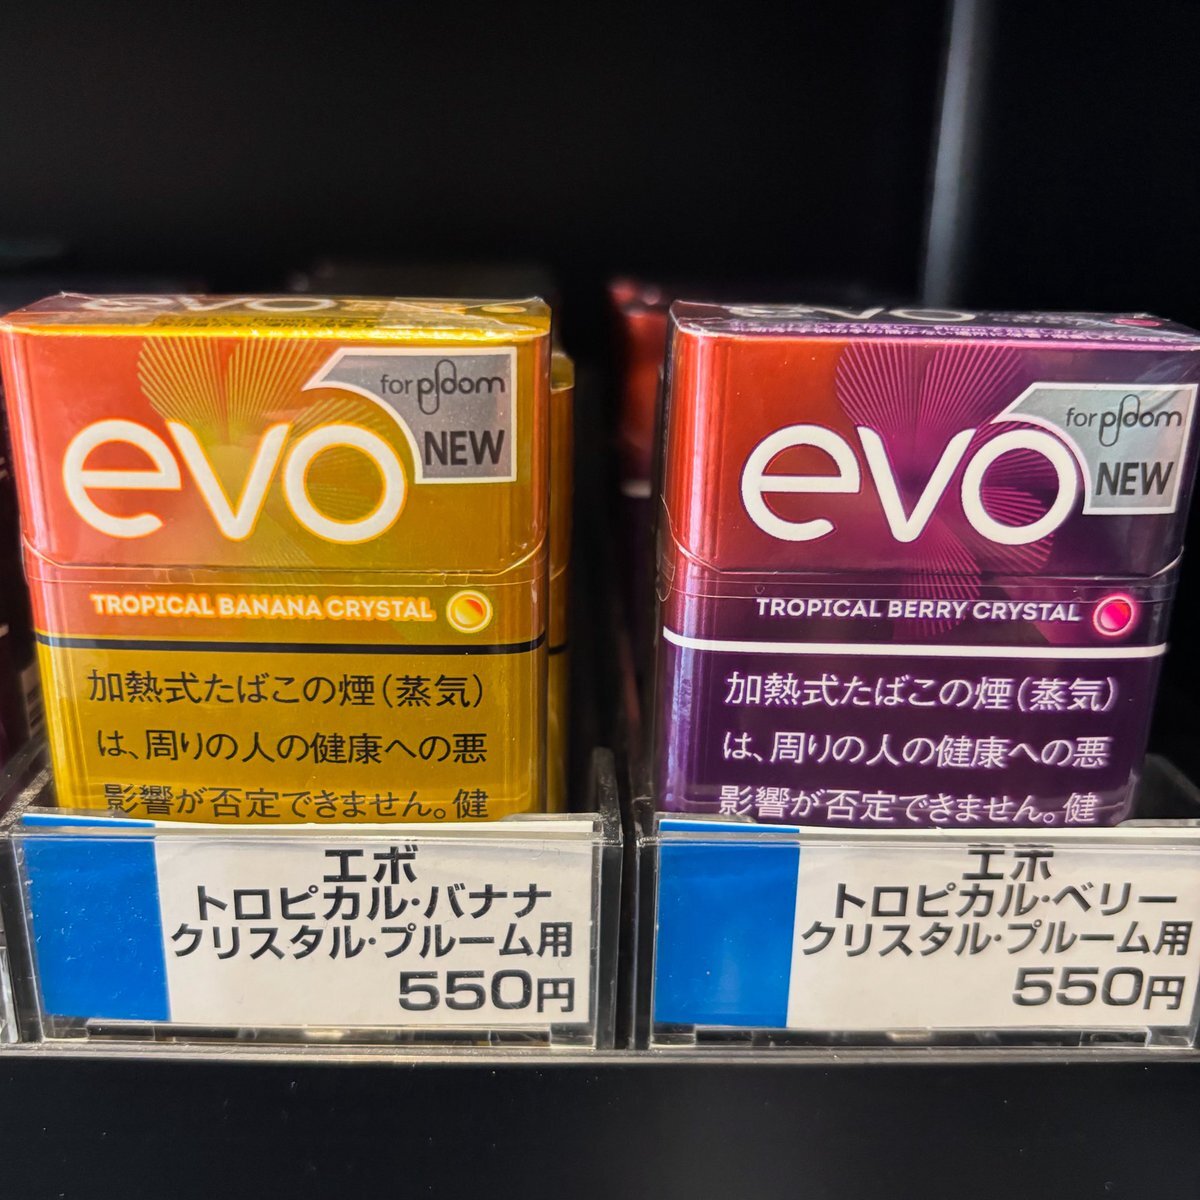 for ploom
NEW
evo
TROPICAL BANANA CRYSTAL
加熱式たばこの煙(蒸気)
は、周りの人の健康への悪
影響が否定できません。健
エボ
トロピカル・バナナ
クリスタル・プルーム用
550円
for ploom
NEW
evo
TROPICAL BERRY CRYSTAL
加熱式たばこの煙(蒸気)
は、周りの人の健康への悪
影響が否定できません。健
エボ
トロピカル・ベリー
クリスタル・プルーム用
550円